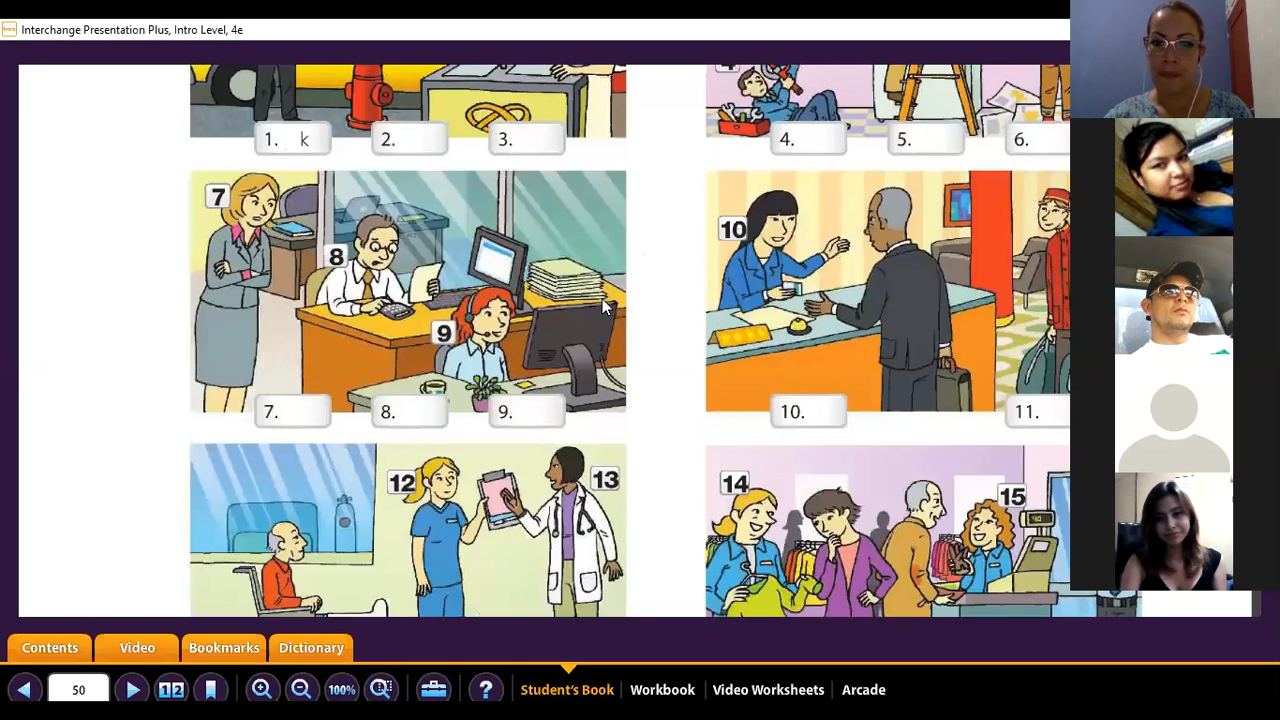 Interchange Presentation Plus, Intro Level, 4e
1. k 2. 3. 4. 5. 6.
7
8
9
10
7. 8. 9. 10. 11.
12
13
14
15
Contents Video Bookmarks Dictionary
50 12 100% ? Student's Book Workbook Video Worksheets Arcade